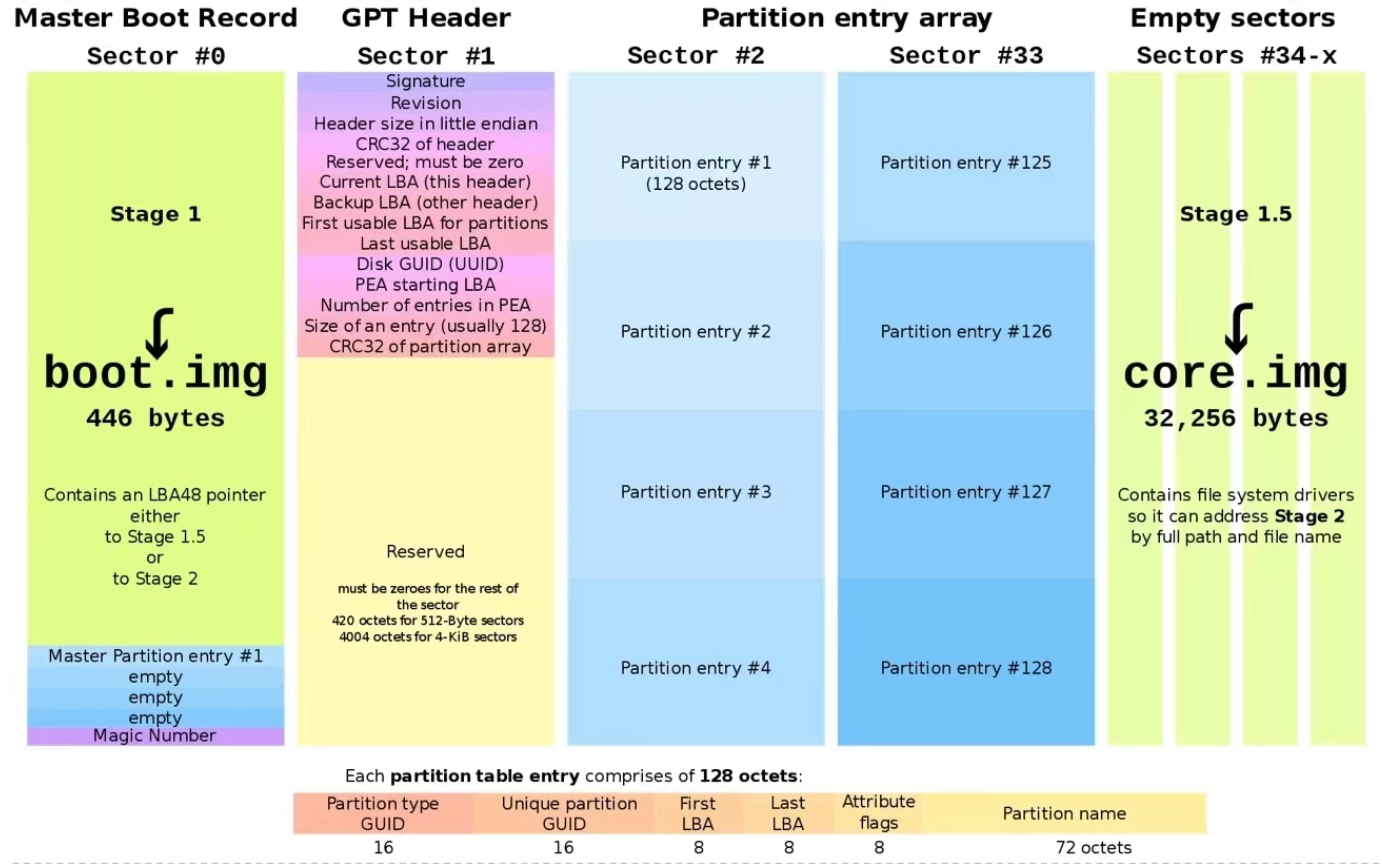 Master Boot Record
Sector #0
Stage 1
boot.img
446 bytes
Contains an LBA48 pointer
either
to Stage 1.5
or
to Stage 2
Master Partition entry #1
empty
empty
empty
Magic Number
GPT Header
Sector #1
Signature
Revision
Header size in little endian
CRC32 of header
Reserved; must be zero
Current LBA (this header)
Backup LBA (other header)
First usable LBA for partitions
Last usable LBA
Disk GUID (UUID)
PEA starting LBA
Number of entries in PEA
Size of an entry (usually 128)
CRC32 of partition array
Reserved
must be zeroes for the rest of
the sector
420 octets for 512-Byte sectors
4004 octets for 4-KiB sectors
Partition entry array
Sector #2
Partition entry #1
(128 octets)
Partition entry #2
Partition entry #3
Partition entry #4
Sector #33
Partition entry #125
Partition entry #126
Partition entry #127
Partition entry #128
Empty sectors
Sectors #34-x
Stage 1.5
core.img
32,256 bytes
Contains file system drivers
so it can address Stage 2
by full path and file name
Each partition table entry comprises of 128 octets:
Partition type
GUID
16
Unique partition
GUID
16
First
LBA
8
Last
LBA
8
Attribute
flags
8
Partition name
72 octets